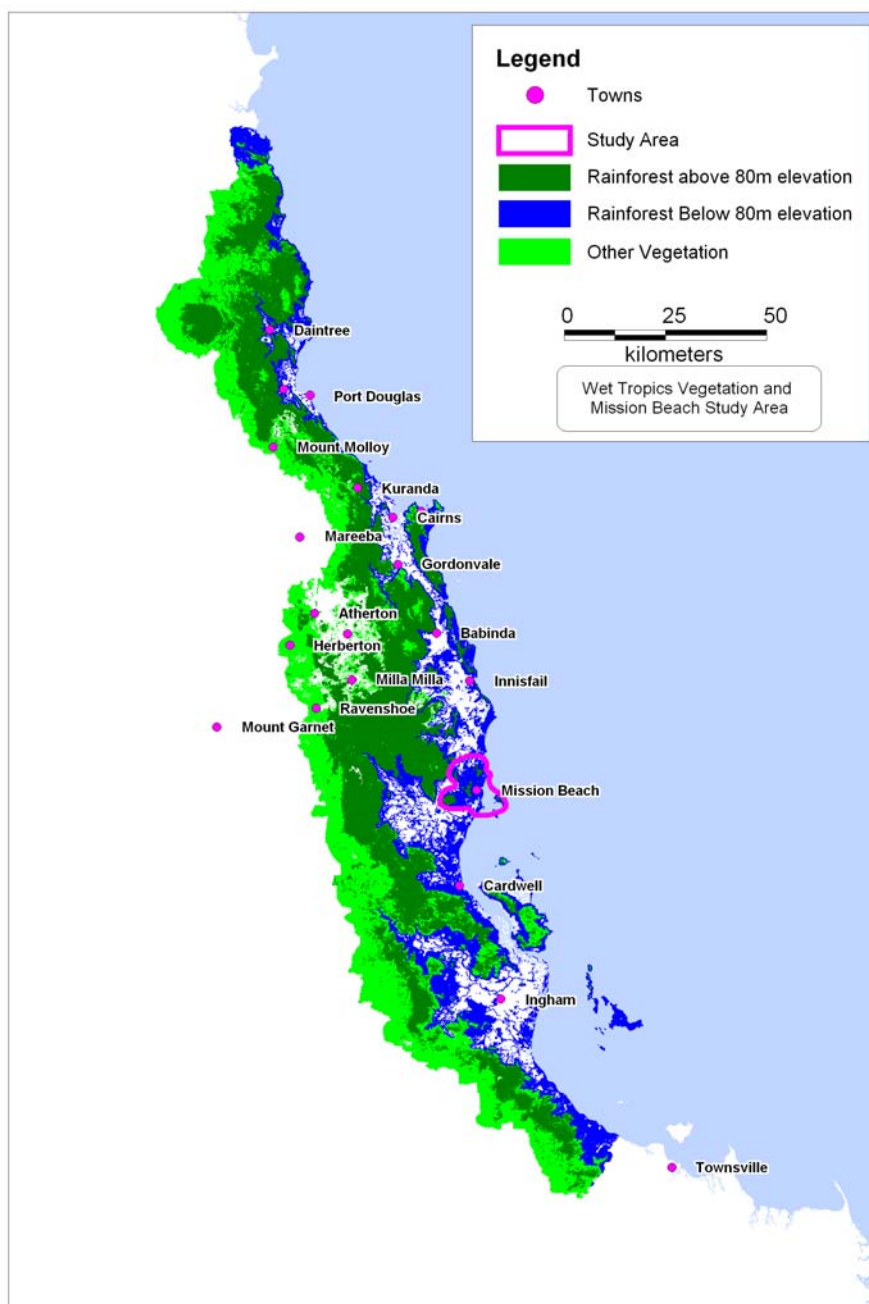 Legend
Towns
Study Area
Rainforest above 80m elevation
Rainforest Below 80m elevation
Other Vegetation
0 25 50
kilometers
Wet Tropics Vegetation and
Mission Beach Study Area
Daintree
Port Douglas
Mount Molloy
Kuranda
Cairns
Mareeba
Gordonvale
Atherton
Babinda
Herberton
Milla Milla
Innisfail
Ravenshoe
Mount Garnet
Mission Beach
Cardwell
Ingham
Townsville